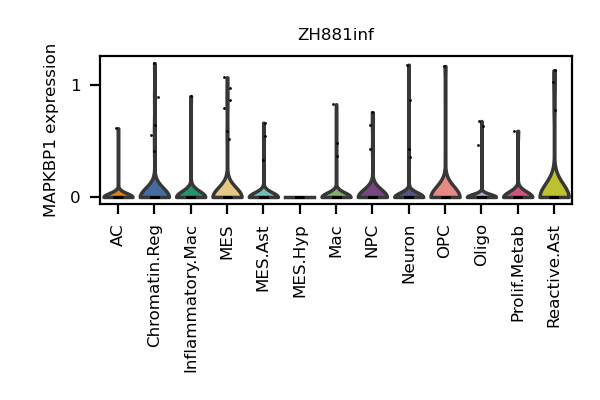 ZH881inf
MAPKBP1 expression
1
0
AC
Chromatin.Reg
Inflammatory.Mac
MES
MES.Ast
MES.Hyp
Mac
NPC
Neuron
OPC
Oligo
Prolif.Metab
Reactive.Ast